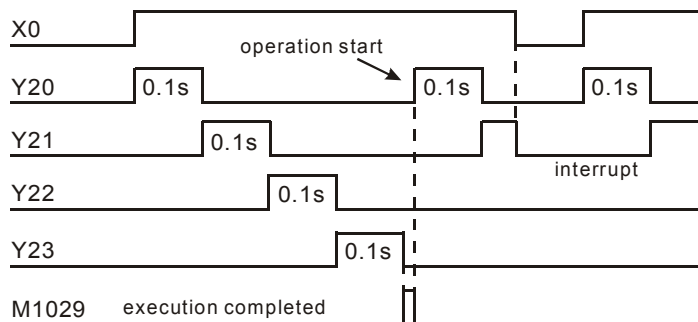 X0
operation start
Y20 0.1s 0.1s 0.1s
Y21 0.1s
interrupt
Y22 0.1s
Y23 0.1s
M1029 execution completed